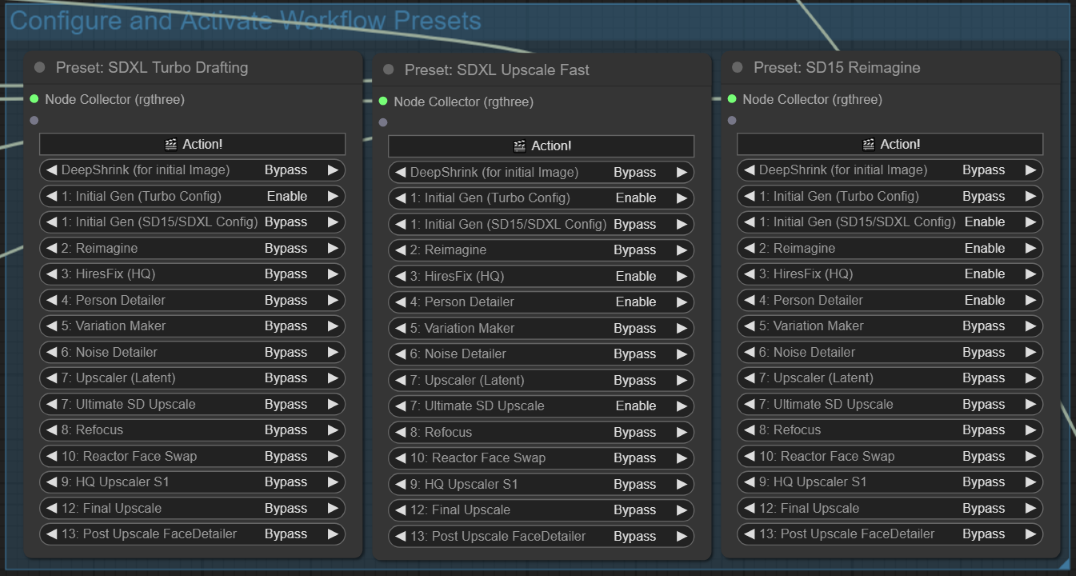 Configure and Activate Workflow Presets
Preset: SDXL Turbo Drafting
Node Collector (rgthree)
🎬 Action!
DeepShrink (for initial Image) Bypass
1: Initial Gen (Turbo Config) Enable
1: Initial Gen (SD15/SDXL Config) Bypass
2: Reimagine Bypass
3: HiresFix (HQ) Bypass
4: Person Detailer Bypass
5: Variation Maker Bypass
6: Noise Detailer Bypass
7: Upscaler (Latent) Bypass
7: Ultimate SD Upscale Bypass
8: Refocus Bypass
10: Reactor Face Swap Bypass
9: HQ Upscaler S1 Bypass
12: Final Upscale Bypass
13: Post Upscale FaceDetailer Bypass
Preset: SDXL Upscale Fast
Node Collector (rgthree)
🎬 Action!
DeepShrink (for initial Image) Bypass
1: Initial Gen (Turbo Config) Enable
1: Initial Gen (SD15/SDXL Config) Bypass
2: Reimagine Bypass
3: HiresFix (HQ) Enable
4: Person Detailer Enable
5: Variation Maker Bypass
6: Noise Detailer Bypass
7: Upscaler (Latent) Bypass
7: Ultimate SD Upscale Enable
8: Refocus Bypass
10: Reactor Face Swap Bypass
9: HQ Upscaler S1 Bypass
12: Final Upscale Bypass
13: Post Upscale FaceDetailer Bypass
Preset: SD15 Reimagine
Node Collector (rgthree)
🎬 Action!
DeepShrink (for initial Image) Bypass
1: Initial Gen (Turbo Config) Bypass
1: Initial Gen (SD15/SDXL Config) Enable
2: Reimagine Enable
3: HiresFix (HQ) Enable
4: Person Detailer Enable
5: Variation Maker Bypass
6: Noise Detailer Bypass
7: Upscaler (Latent) Bypass
7: Ultimate SD Upscale Bypass
8: Refocus Bypass
10: Reactor Face Swap Bypass
9: HQ Upscaler S1 Bypass
12: Final Upscale Bypass
13: Post Upscale FaceDetailer Bypass